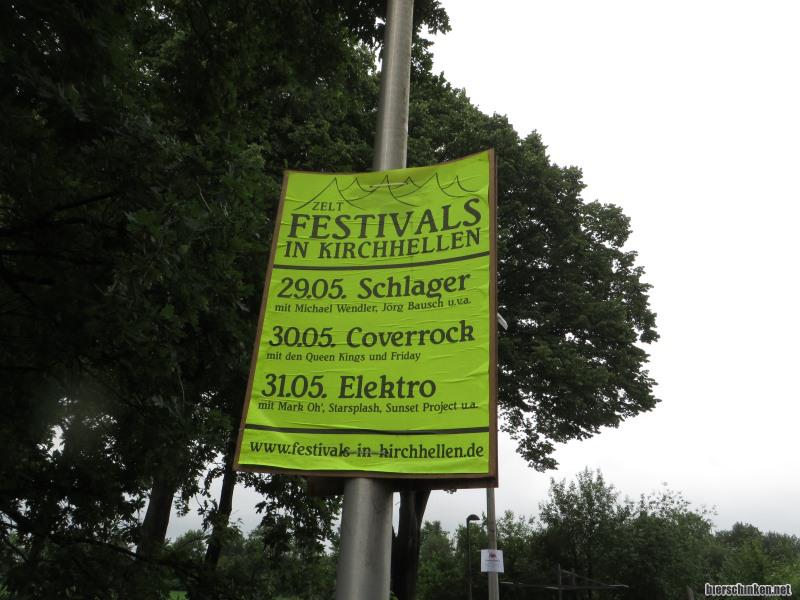 ZELT
FESTIVALS
IN KIRCHHELLEN
29.05. Schlager
mit Michael Wendler, Jörg Bausch u.v.a.
30.05. Coverrock
mit den Queen Kings und Friday
31.05. Elektro
mit Mark Oh', Starsplash, Sunset Project u.a.
www.festivals-in-kirchhellen.de
bierschinken.net